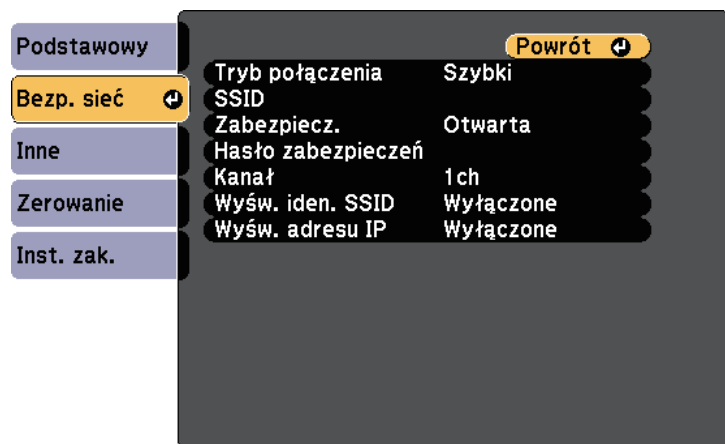 Podstawowy
Bezp. sieć
Inne
Zerowanie
Inst. zak.
Powrót
Tryb połączenia Szybki
SSID
Zabezpiecz. Otwarta
Hasło zabezpieczeń
Kanał 1ch
Wyśw. iden. SSID Wyłączone
Wyśw. adresu IP Wyłączone